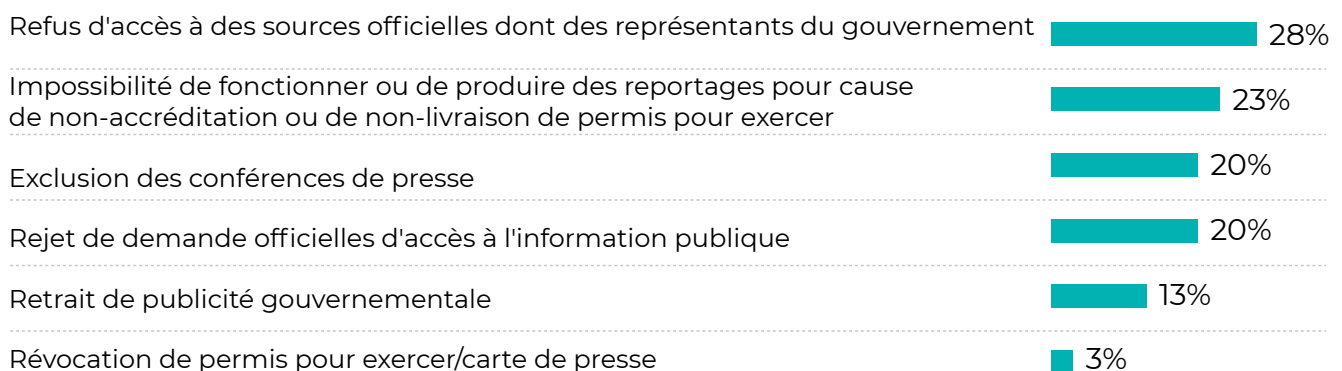 Refus d'accès à des sources officielles dont des représentants du gouvernement 28%
Impossibilité de fonctionner ou de produire des reportages pour cause
de non-accréditation ou de non-livraison de permis pour exercer 23%
Exclusion des conférences de presse 20%
Rejet de demande officielles d'accès à l'information publique 20%
Retrait de publicité gouvernementale 13%
Révocation de permis pour exercer/carte de presse 3%